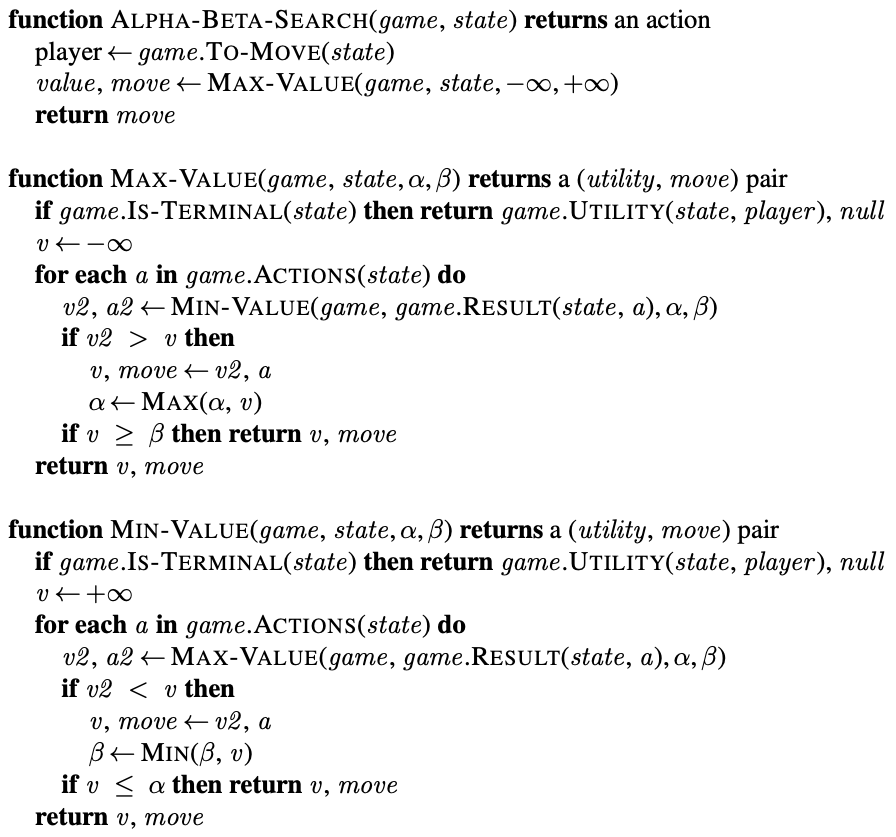 function ALPHA-BETA-SEARCH(game, state) returns an action
player ← game.TO-MOVE(state)
value, move ← MAX-VALUE(game, state, −∞, +∞)
return move
function MAX-VALUE(game, state, α, β) returns a (utility, move) pair
if game.IS-TERMINAL(state) then return game.UTILITY(state, player), null
v ← −∞
for each a in game.ACTIONS(state) do
v2, a2 ← MIN-VALUE(game, game.RESULT(state, a), α, β)
if v2 > v then
v, move ← v2, a
α ← MAX(α, v)
if v ≥ β then return v, move
return v, move
function MIN-VALUE(game, state, α, β) returns a (utility, move) pair
if game.IS-TERMINAL(state) then return game.UTILITY(state, player), null
v ← +∞
for each a in game.ACTIONS(state) do
v2, a2 ← MAX-VALUE(game, game.RESULT(state, a), α, β)
if v2 < v then
v, move ← v2, a
β ← MIN(β, v)
if v ≤ α then return v, move
return v, move